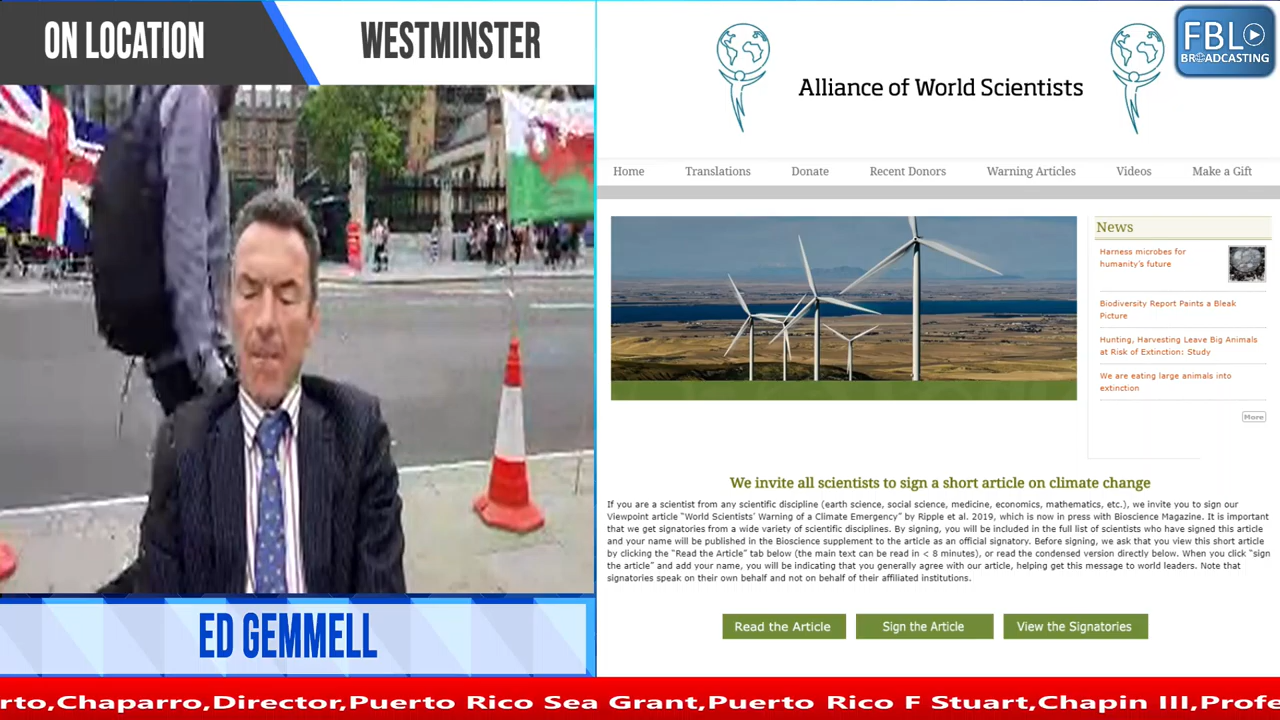 ON LOCATION
WESTMINSTER
FBL
BROADCASTING
Alliance of World Scientists
Home
Translations
Donate
Recent Donors
Warning Articles
Videos
Make a Gift
News
Harness microbes for
humanity's future
Biodiversity Report Paints a Bleak
Picture
Hunting, Harvesting Leave Big Animals
at Risk of Extinction: Study
We are eating large animals into
extinction
More
We invite all scientists to sign a short article on climate change
If you are a scientist from any scientific discipline (earth science, social science, medicine, economics, mathematics, etc.), we invite you to sign our
Viewpoint article "World Scientists' Warning of a Climate Emergency" by Ripple et al. 2019, which is now in press with Bioscience Magazine. It is important
that we get signatories from a wide variety of scientific disciplines. By signing, you will be included in the full list of scientists who have signed this article
and your name will be published in the Bioscience supplement to the article as an official signatory. Before signing, we ask that you view this short article
by clicking the "Read the Article" tab below (the main text can be read in < 8 minutes), or read the condensed version directly below. When you click "sign
the article" and add your name, you will be indicating that you generally agree with our article, helping get this message to world leaders. Note that
signatories speak on their own behalf and not on behalf of their affiliated institutions.
Read the Article
Sign the Article
View the Signatories
ED GEMMELL
rto,Chaparro,Director,Puerto Rico Sea Grant,Puerto Rico F Stuart,Chapin III,Profe